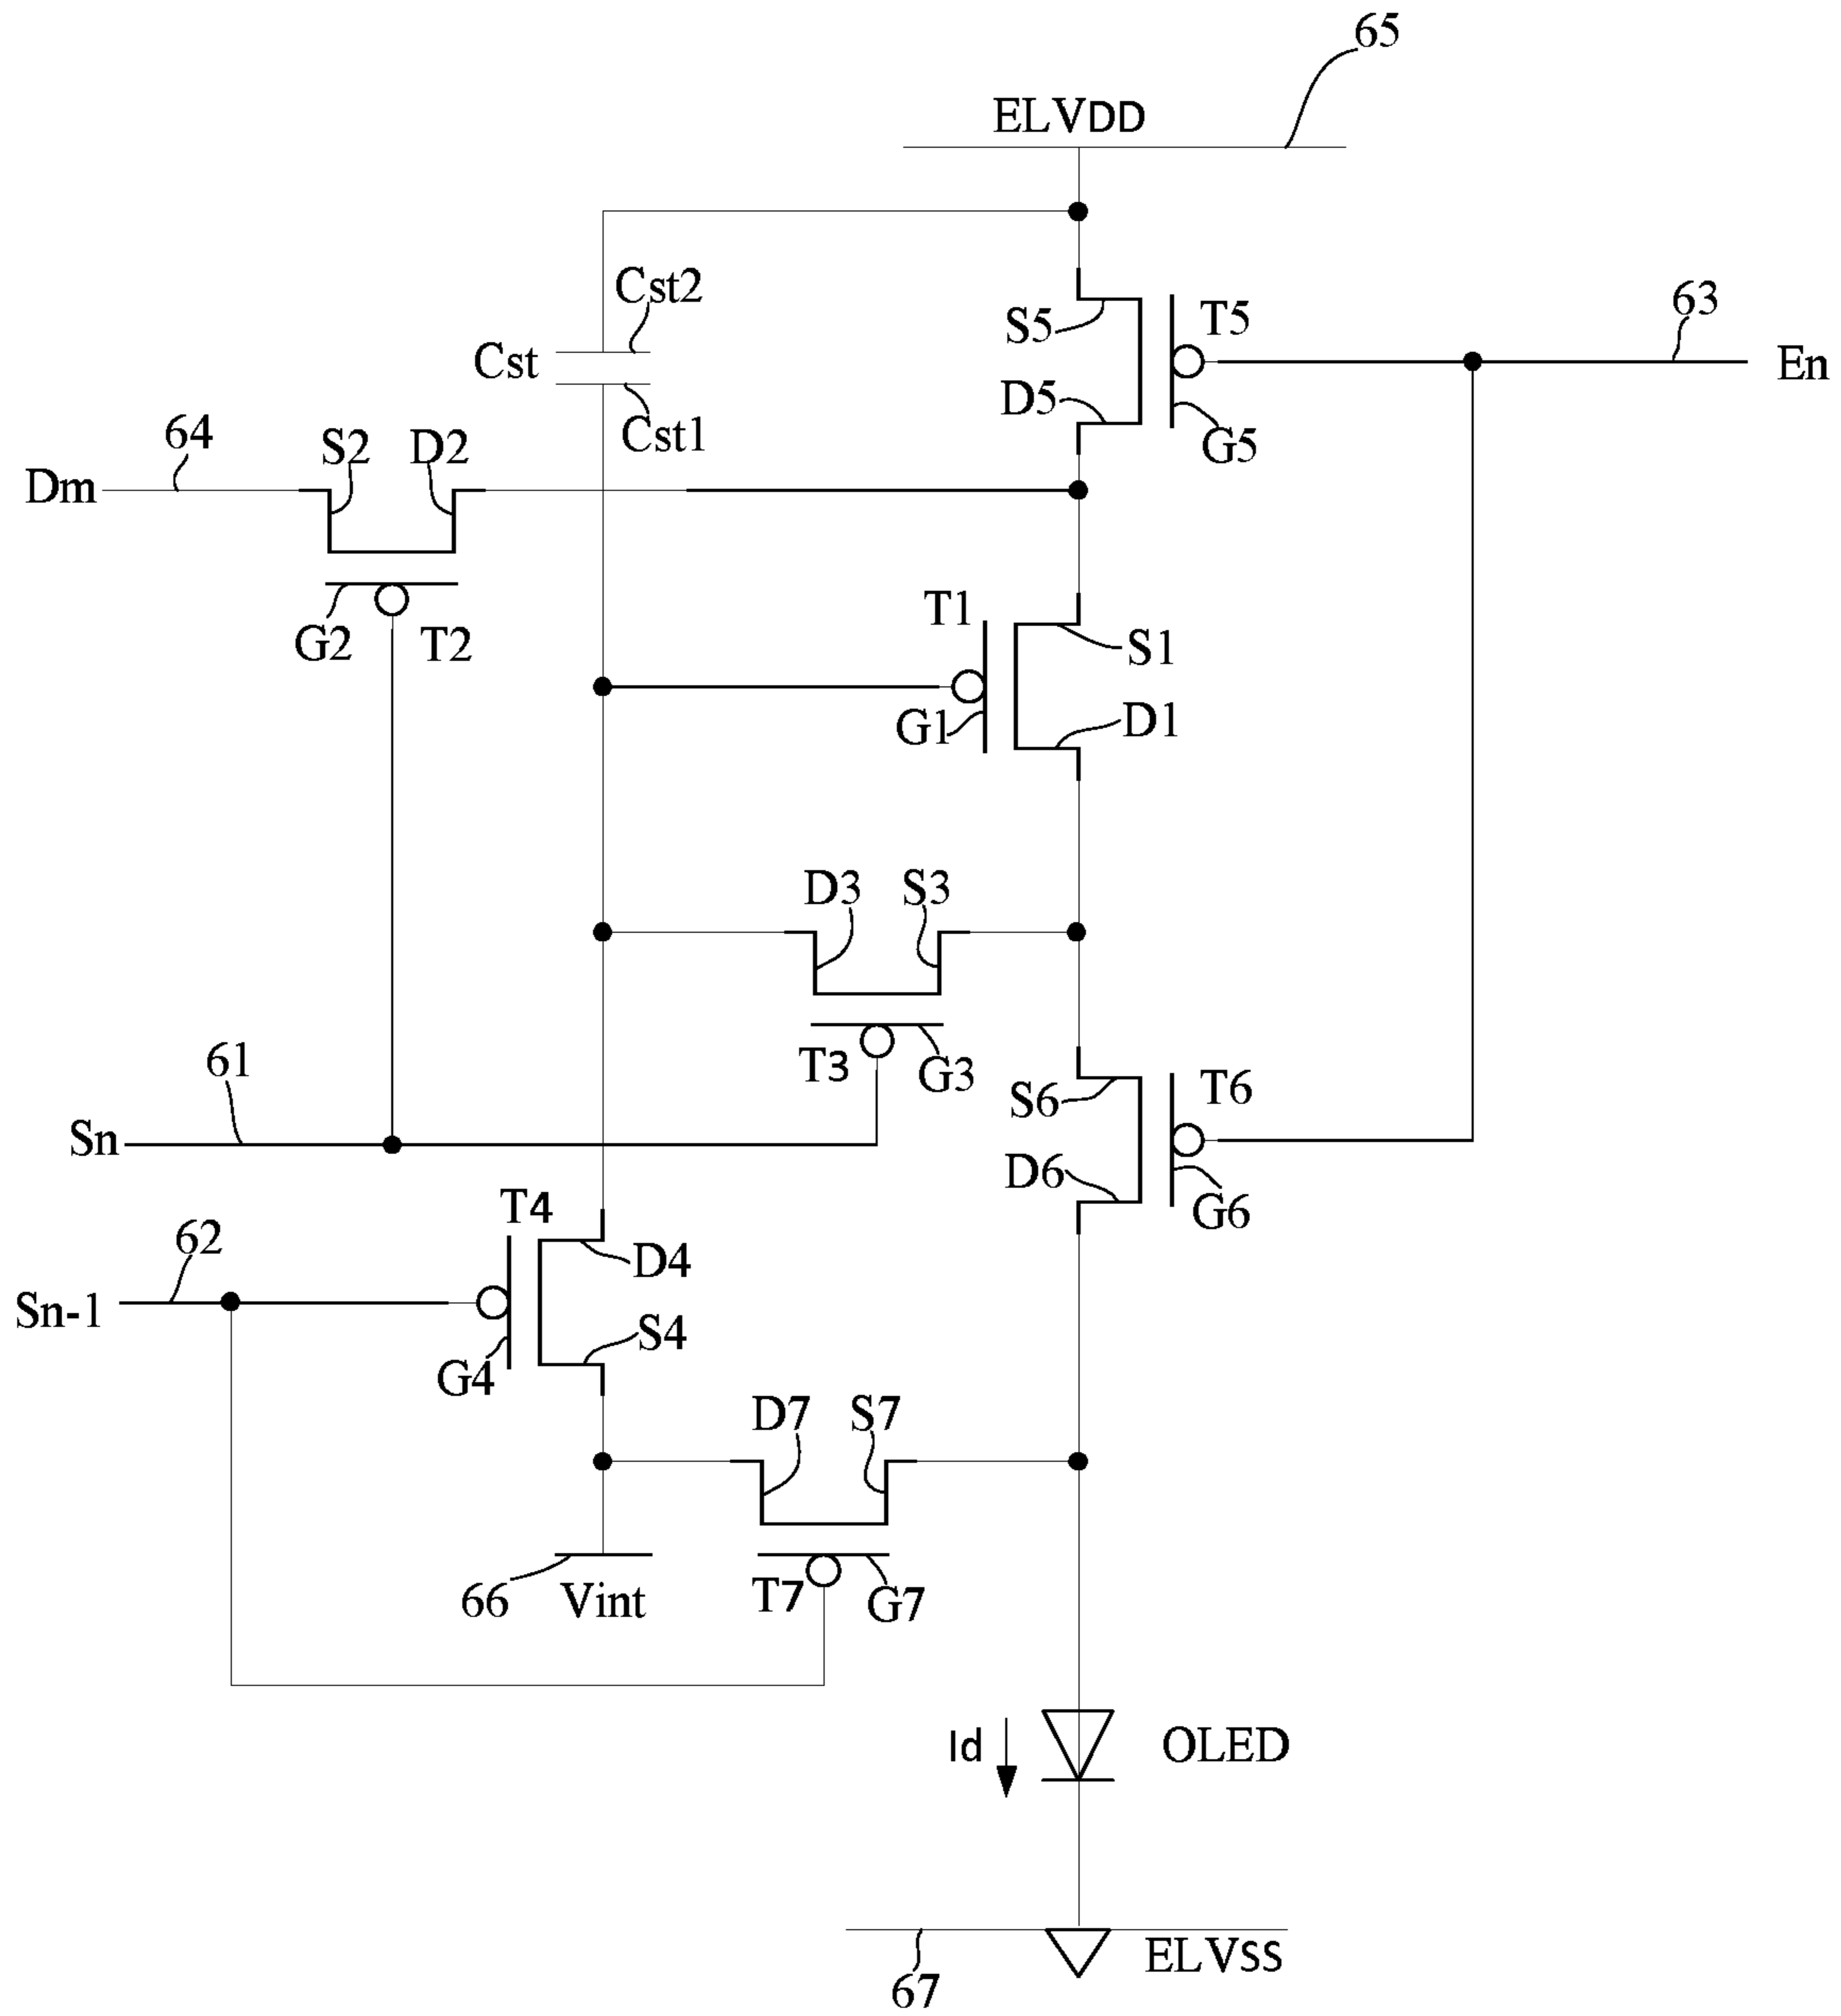 65
ELVDD
Cst2
S5
T5
63
Cst
En
D5
Cst1
G5
64
S2
D2
Dm
T1
G2
T2
S1
G1
D1
D3
S3
61
T3
G3
S6
T6
Sn
D6
T4
G6
62
D4
Sn-1
S4
G4
D7
S7
66
Vint
T7
G7
Id
OLED
ELVSS
67